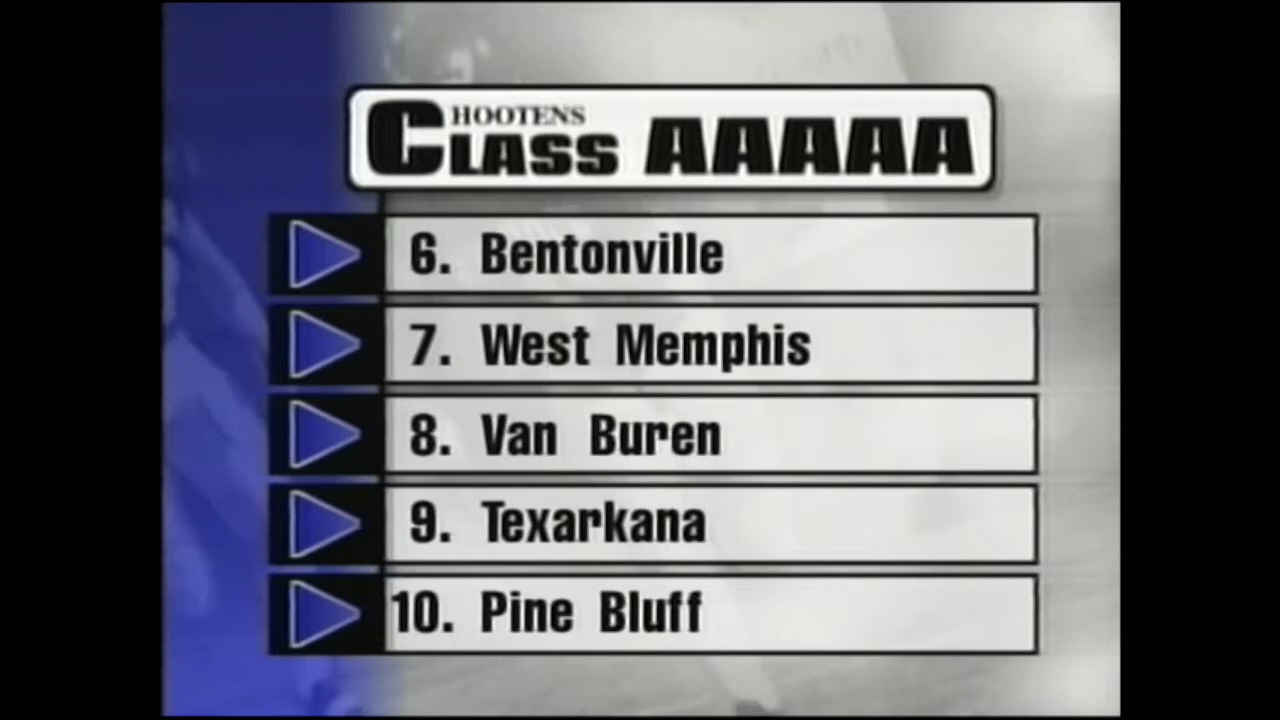 HOOTENS
CLASS AAAAA
6. Bentonville
7. West Memphis
8. Van Buren
9. Texarkana
10. Pine Bluff